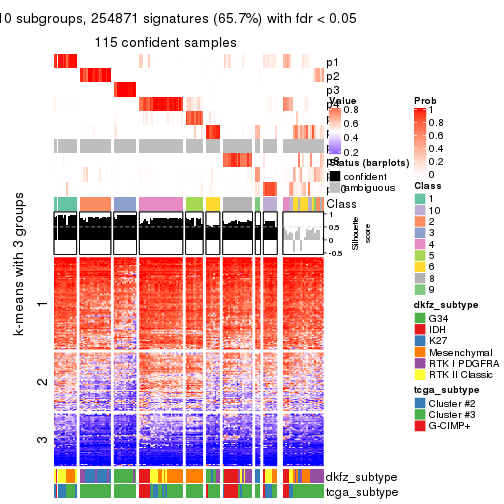 10 subgroups, 254871 signatures (65.7%) with fdr < 0.05
115 confident samples
p1
p2
p3
Value
0.8
0.6
0.4
0.2
Status (barplots)
confident
ambiguous
Class
1
0.5
0
-0.5
Silhouette
score
k-means with 3 groups
1
2
3
dkfz_subtype
tcga_subtype
Prob
1
0.8
0.6
0.4
0.2
0
Class
1
10
2
3
4
5
6
8
9
dkfz_subtype
G34
IDH
K27
Mesenchymal
RTK I PDGFRA
RTK II Classic
tcga_subtype
Cluster #2
Cluster #3
G-CIMP+